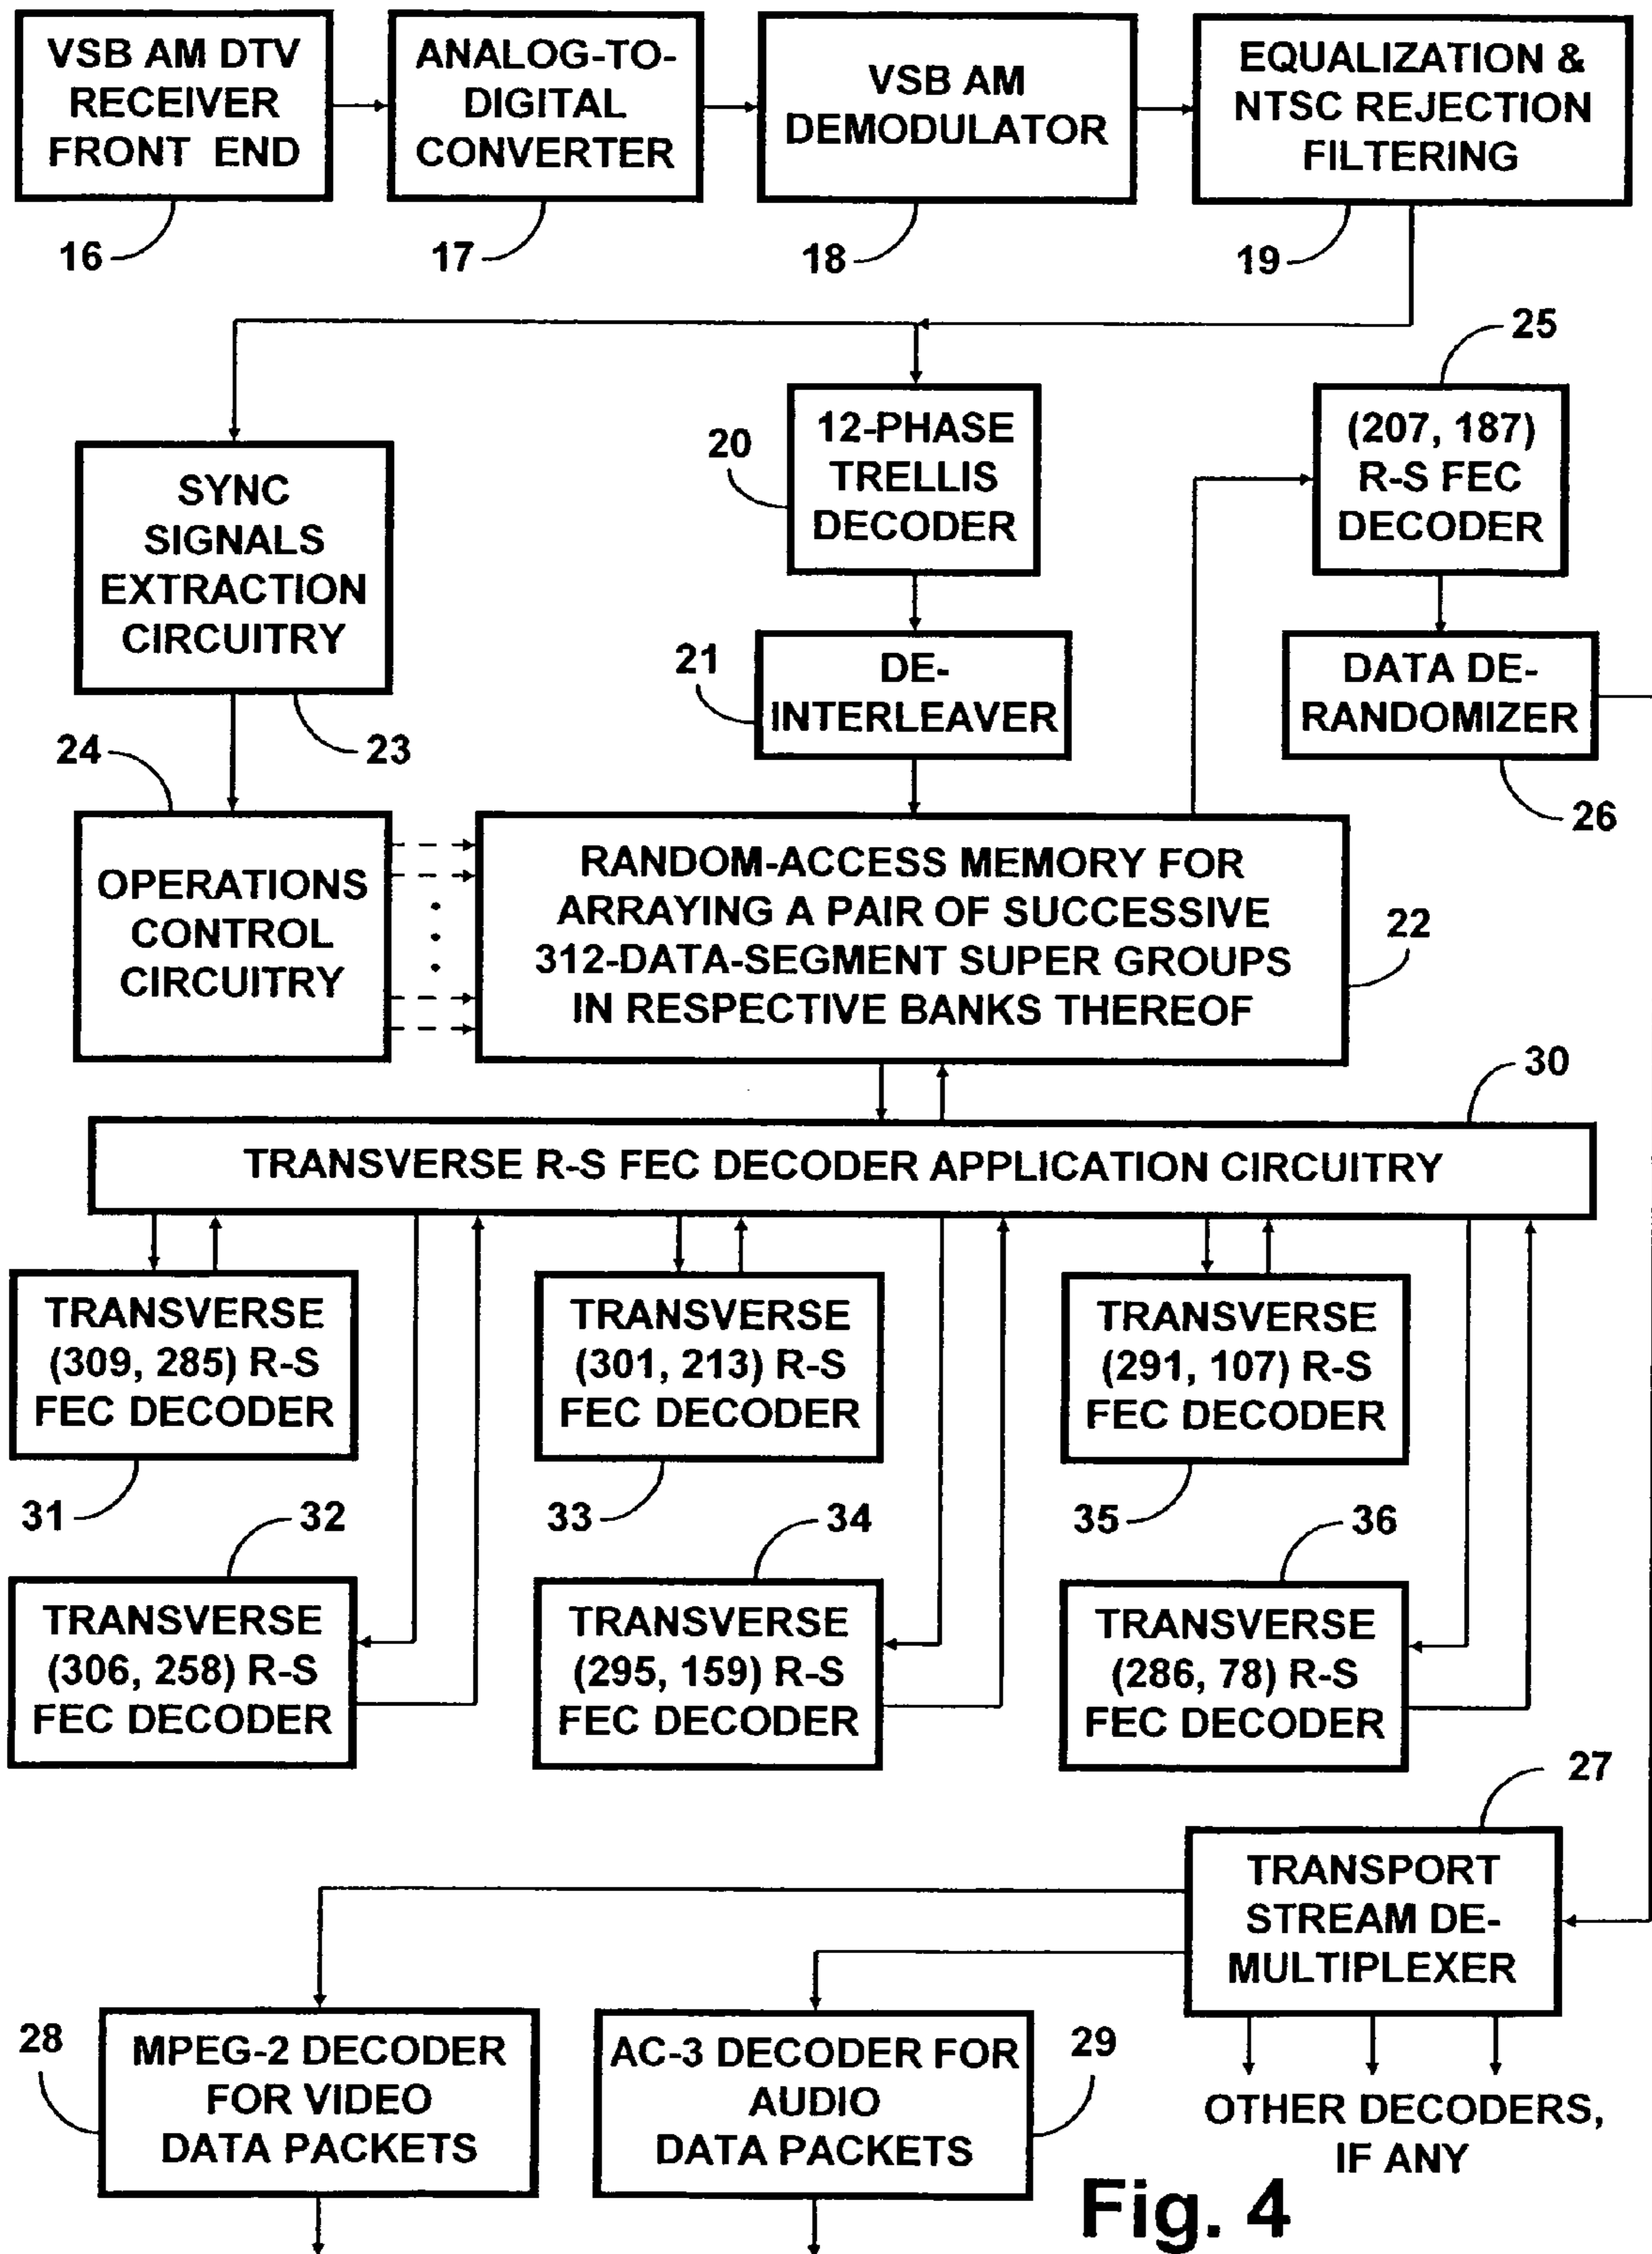 VSB AM DTV
RECEIVER
FRONT END
16
ANALOG-TO-
DIGITAL
CONVERTER
17
VSB AM
DEMODULATOR
18
EQUALIZATION &
NTSC REJECTION
FILTERING
19
SYNC
SIGNALS
EXTRACTION
CIRCUITRY
23
20
12-PHASE
TRELLIS
DECODER
25
(207, 187)
R-S FEC
DECODER
21
DE-
INTERLEAVER
DATA DE-
RANDOMIZER
26
24
OPERATIONS
CONTROL
CIRCUITRY
RANDOM-ACCESS MEMORY FOR
ARRAYING A PAIR OF SUCCESSIVE
312-DATA-SEGMENT SUPER GROUPS
IN RESPECTIVE BANKS THEREOF
22
30
TRANSVERSE R-S FEC DECODER APPLICATION CIRCUITRY
TRANSVERSE
(309, 285) R-S
FEC DECODER
31
TRANSVERSE
(301, 213) R-S
FEC DECODER
33
TRANSVERSE
(291, 107) R-S
FEC DECODER
35
32
TRANSVERSE
(306, 258) R-S
FEC DECODER
34
TRANSVERSE
(295, 159) R-S
FEC DECODER
36
TRANSVERSE
(286, 78) R-S
FEC DECODER
27
TRANSPORT
STREAM DE-
MULTIPLEXER
28
MPEG-2 DECODER
FOR VIDEO
DATA PACKETS
AC-3 DECODER FOR
AUDIO
DATA PACKETS
29
OTHER DECODERS,
IF ANY
Fig. 4